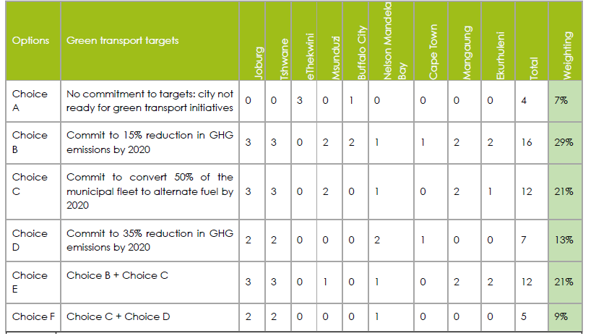 Options Green transport targets Joburg Tshwane eThekwini Msunduzi Buffalo City Nelson Mandela Bay Cape Town Mangaung Ekurhuleni Total Weighting
Choice A No commitment to targets: city not ready for green transport initiatives 0 0 3 0 1 0 0 0 0 4 7%
Choice B Commit to 15% reduction in GHG emissions by 2020 3 3 0 2 2 1 1 2 2 16 29%
Choice C Commit to convert 50% of the municipal fleet to alternate fuel by 2020 3 3 0 2 0 1 0 2 1 12 21%
Choice D Commit to 35% reduction in GHG emissions by 2020 2 2 0 0 0 2 1 0 0 7 13%
Choice E Choice B + Choice C 3 3 0 1 0 1 0 2 2 12 21%
Choice F Choice C + Choice D 2 2 0 0 0 1 0 0 0 5 9%